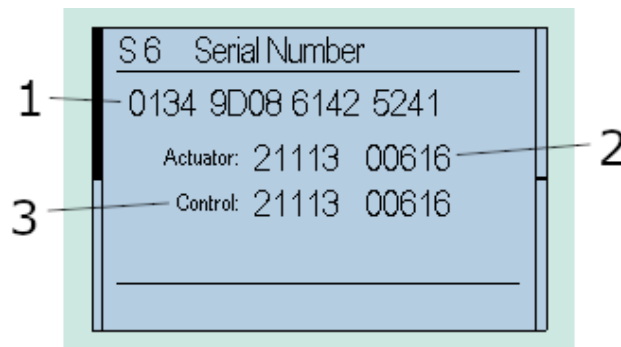 S 6 Serial Number
1 0134 9D08 6142 5241
Actuator: 21113 00616 2
3 Control: 21113 00616